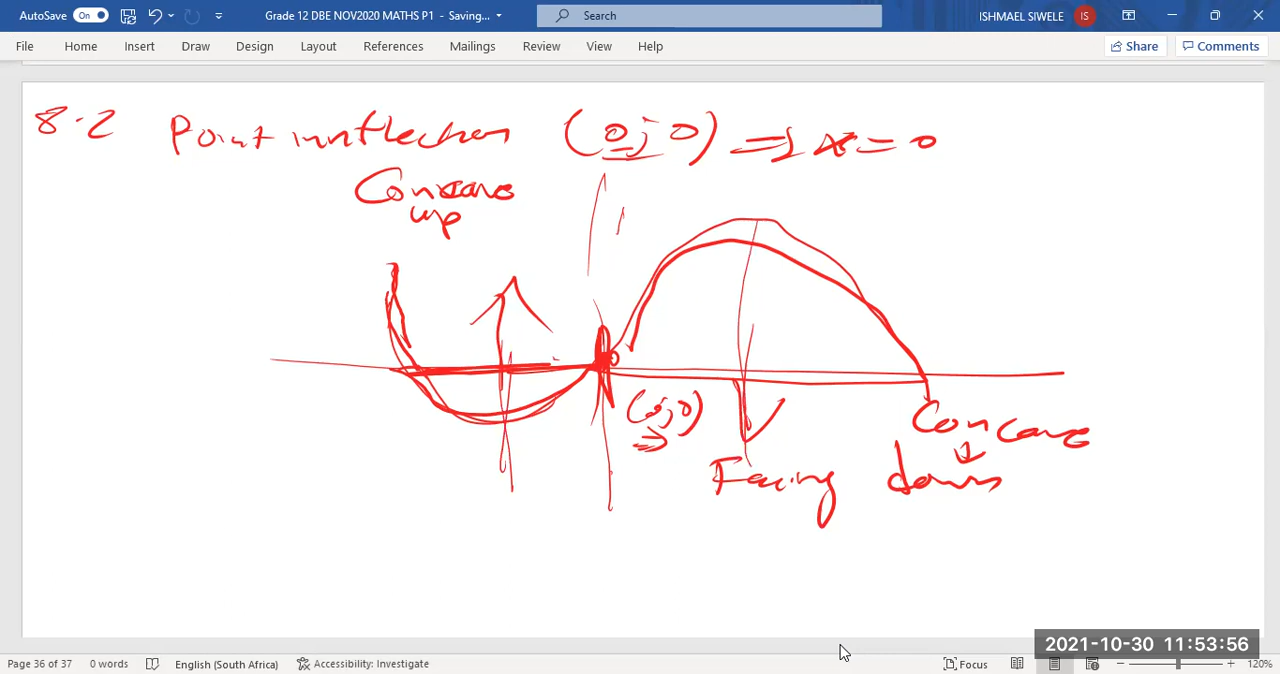 AutoSave On Grade 12 DBE NOV2020 MATHS P1 - Saving... Search ISHMAEL SIWELE IS
File Home Insert Draw Design Layout References Mailings Review View Help Share Comments
8.2 Point inflection (0;0) => x = 0
Concave
up
(0;0)
Concave
Facing down
2021-10-30 11:53:56
Page 36 of 37 0 words English (South Africa) Accessibility: Investigate Focus 120%